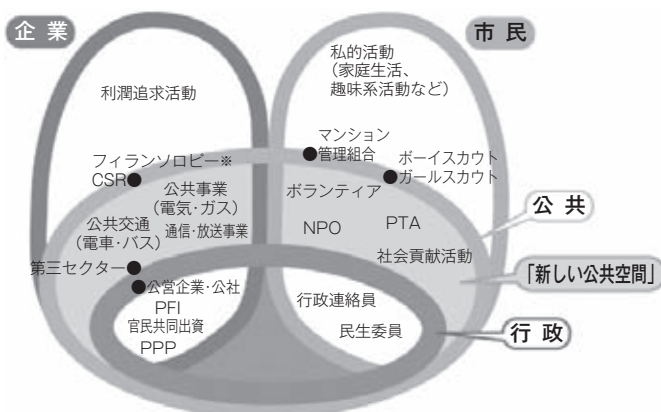 企業
市民
利潤追求活動
私的活動
（家庭生活、
趣味系活動など）
マンション
管理組合
ボーイスカウト
ガールスカウト
フィランソロピー※
CSR
公共事業
（電気・ガス）
公共交通
（電車・バス）
通信・放送事業
ボランティア
NPO
PTA
社会貢献活動
公共
「新しい公共空間」
第三セクター
公営企業・公社
PFI
官民共同出資
PPP
行政連絡員
民生委員
行政